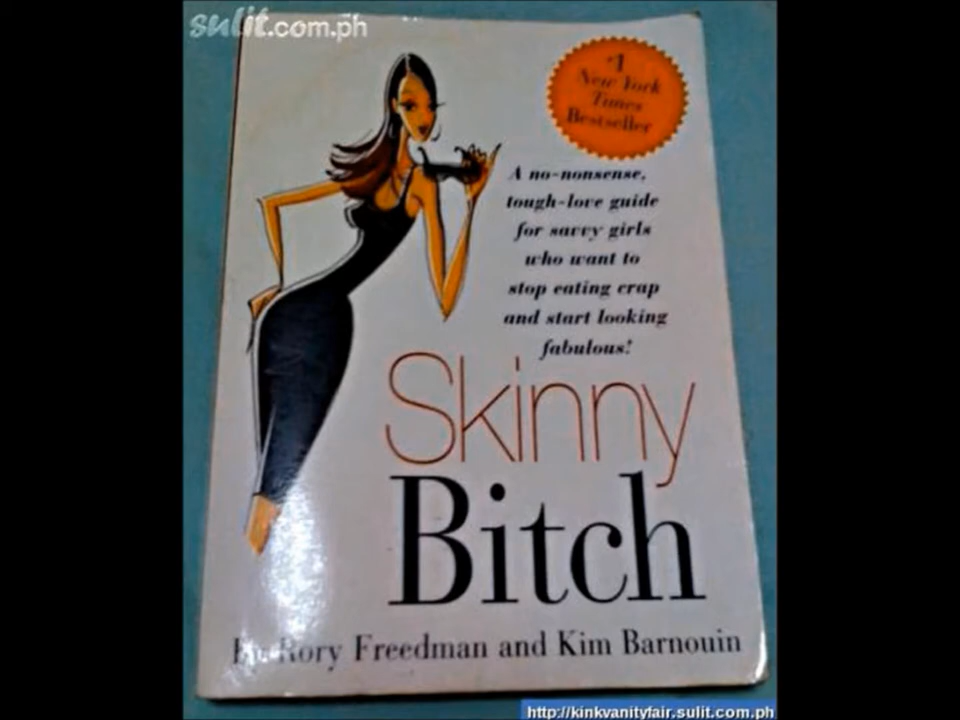 sulit.com.ph
#1
New York
Times
Bestseller
A no-nonsense,
tough-love guide
for savvy girls
who want to
stop eating crap
and start looking
fabulous!
Skinny
Bitch
By Rory Freedman and Kim Barnouin
http://kinkvanityfair.sulit.com.ph